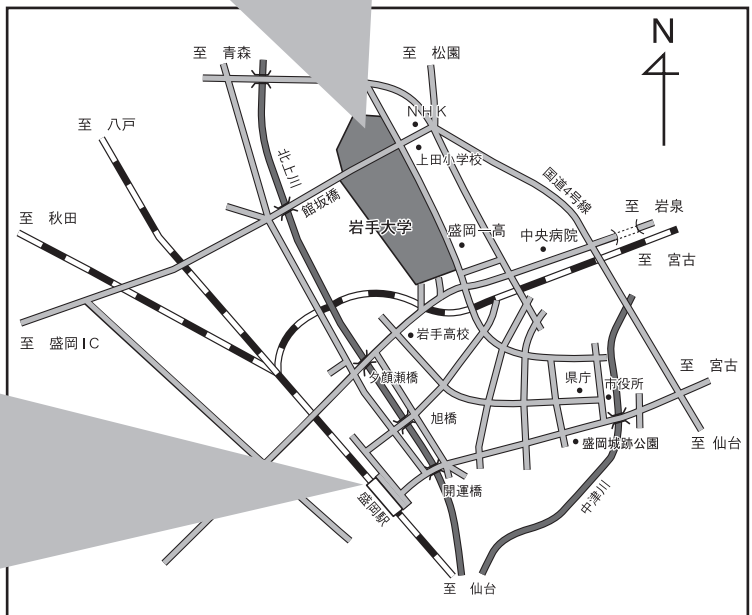 N
至 青森
至 松園
NHK
至 八戸
上田小学校
北上川
国道4号線
館坂橋
至 岩泉
至 秋田
岩手大学
盛岡一高
中央病院
至 宮古
岩手高校
至 盛岡IC
夕顔瀬橋
県庁
市役所
至 宮古
旭橋
盛岡城跡公園
至 仙台
開運橋
盛岡駅
中津川
至 仙台